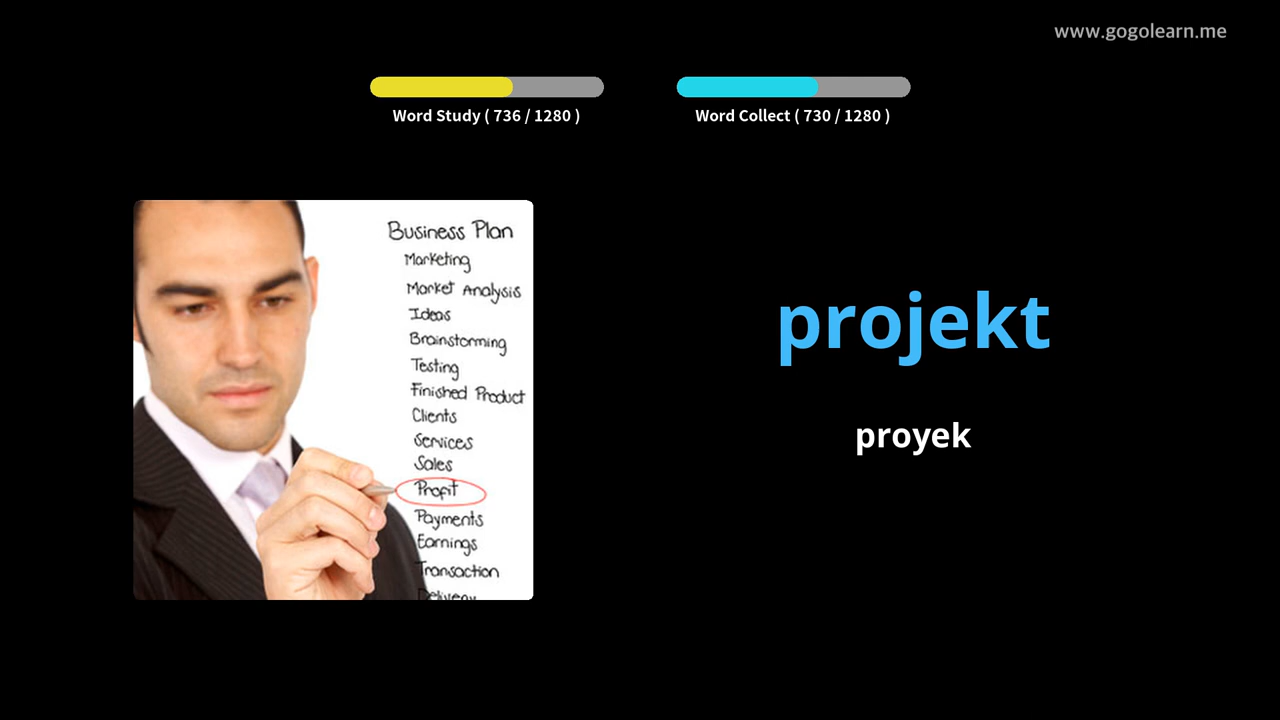 www.gogolearn.me
Word Study ( 736 / 1280 )
Word Collect ( 730 / 1280 )
Business Plan
Marketing
Market Analysis
Ideas
Brainstorming
Testing
Finished Product
Clients
Services
Sales
Profit
Payments
Earnings
Transaction
Delivery
projekt
proyek